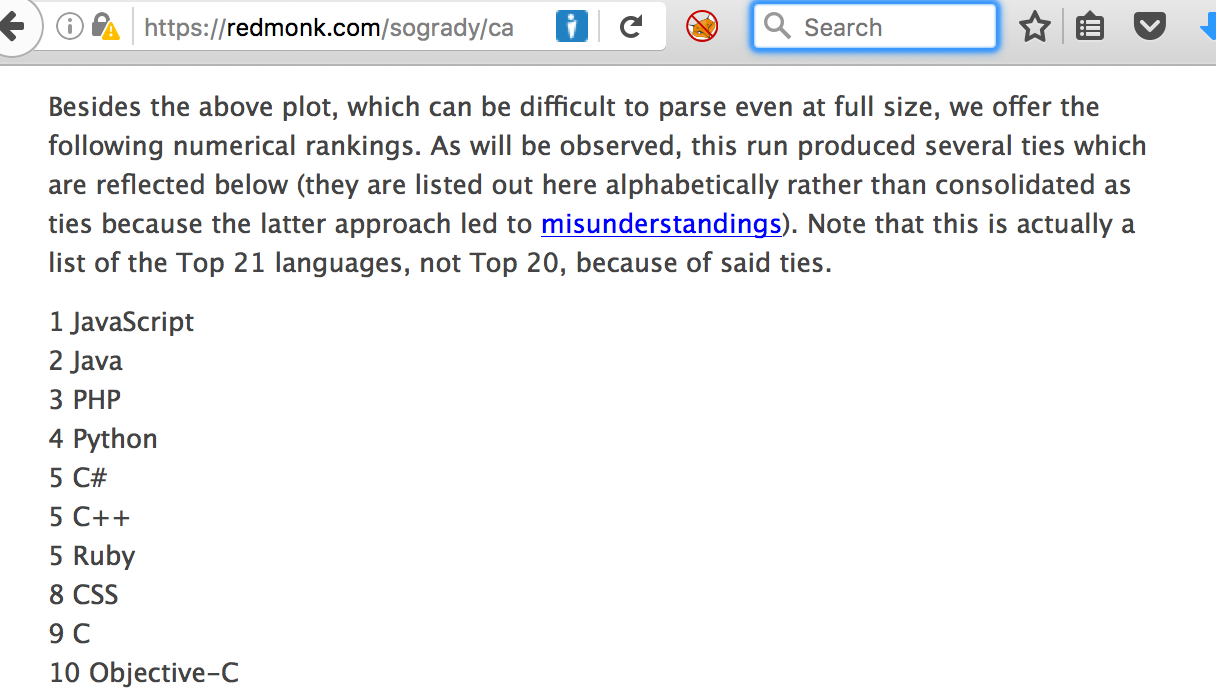 https://redmonk.com/sogrady/ca
Search
Besides the above plot, which can be difficult to parse even at full size, we offer the
following numerical rankings. As will be observed, this run produced several ties which
are reflected below (they are listed out here alphabetically rather than consolidated as
ties because the latter approach led to misunderstandings). Note that this is actually a
list of the Top 21 languages, not Top 20, because of said ties.
1 JavaScript
2 Java
3 PHP
4 Python
5 C#
5 C++
5 Ruby
8 CSS
9 C
10 Objective-C